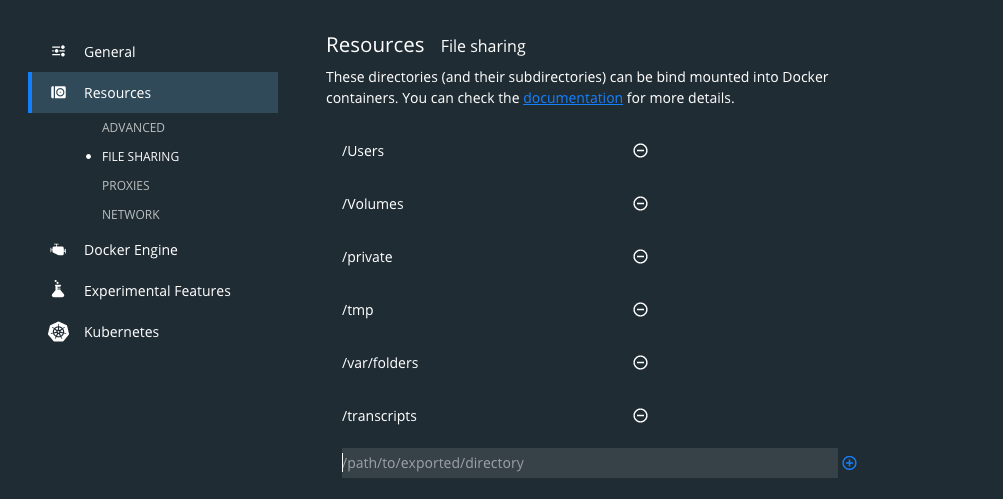 General
Resources
ADVANCED
FILE SHARING
PROXIES
NETWORK
Docker Engine
Experimental Features
Kubernetes
Resources File sharing
These directories (and their subdirectories) can be bind mounted into Docker
containers. You can check the documentation for more details.
/Users
/Volumes
/private
/tmp
/var/folders
/transcripts
/path/to/exported/directory